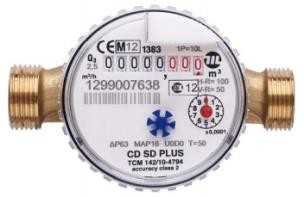 CE M12 1383 1P=10L
Q3 2,5 m³/h
00000000 m³
H-R= 100
V-R= 50
1299007638
12
x0,0001
ΔP63 MAP16 U0D0 T=50
CD SD PLUS
TCM 142/10-4794
accuracy class 2